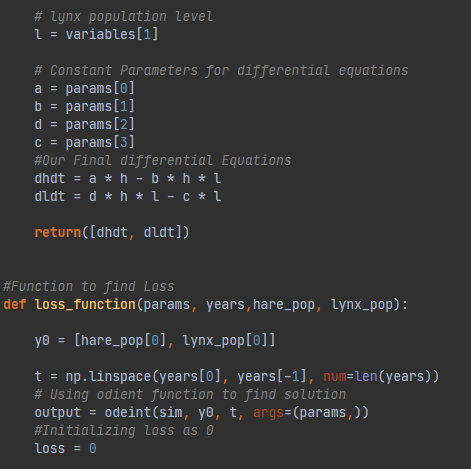 # lynx population level
l = variables[1]
# Constant Parameters for differential equations
a = params[0]
b = params[1]
d = params[2]
c = params[3]
#Our Final differential Equations
dhdt = a * h - b * h * l
dldt = d * h * l - c * l
return([dhdt, dldt])
#Function to find Loss
def loss_function(params, years,hare_pop, lynx_pop):
y0 = [hare_pop[0], lynx_pop[0]]
t = np.linspace(years[0], years[-1], num=len(years))
# Using odient function to find solution
output = odeint(sim, y0, t, args=(params,))
#Initializing loss as 0
loss = 0